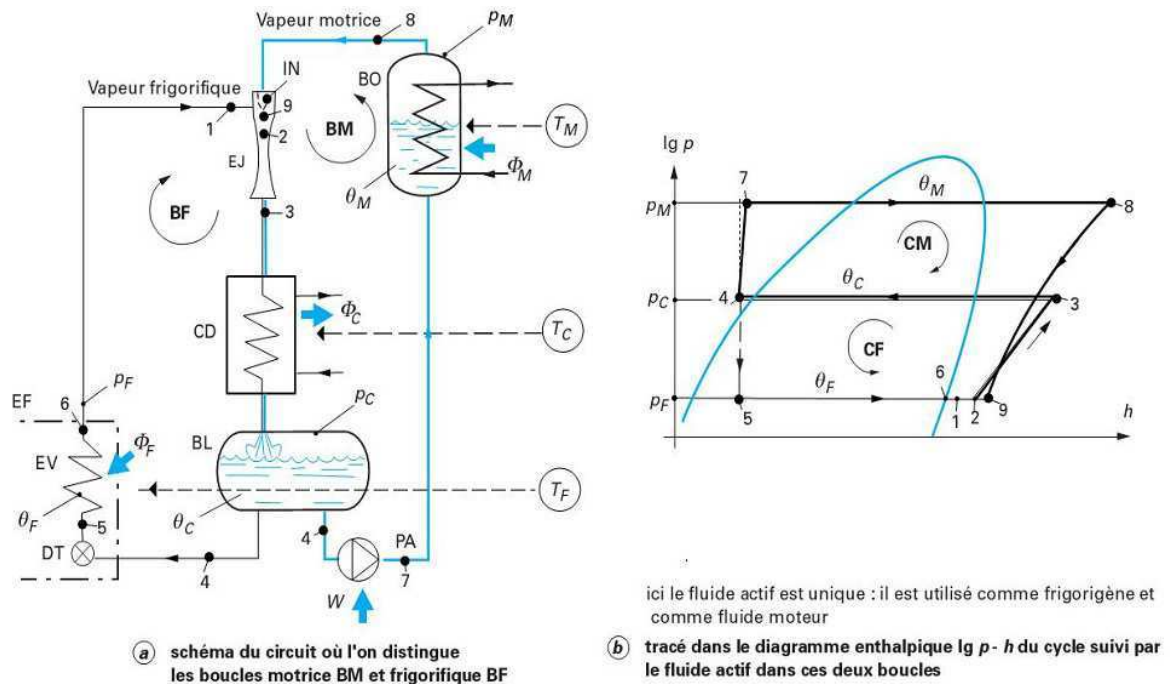 Vapeur motrice
8
p_M
BO
IN
Vapeur frigorifique
9
1
2
BM
T_M
EJ
Φ_M
θ_M
BF
3
CD
Φ_C
T_C
p_F
EF
6
p_C
BL
Φ_F
EV
T_F
θ_F
θ_C
5
4
PA
DT
4
7
W
lg p
7
θ_M
p_M
8
CM
4
θ_C
p_C
3
CF
θ_F
6
p_F
5
1
2
9
h
ici le fluide actif est unique : il est utilisé comme frigorigène et
comme fluide moteur
a schéma du circuit où l'on distingue
les boucles motrice BM et frigorifique BF
b tracé dans le diagramme enthalpique lg p - h du cycle suivi par
le fluide actif dans ces deux boucles